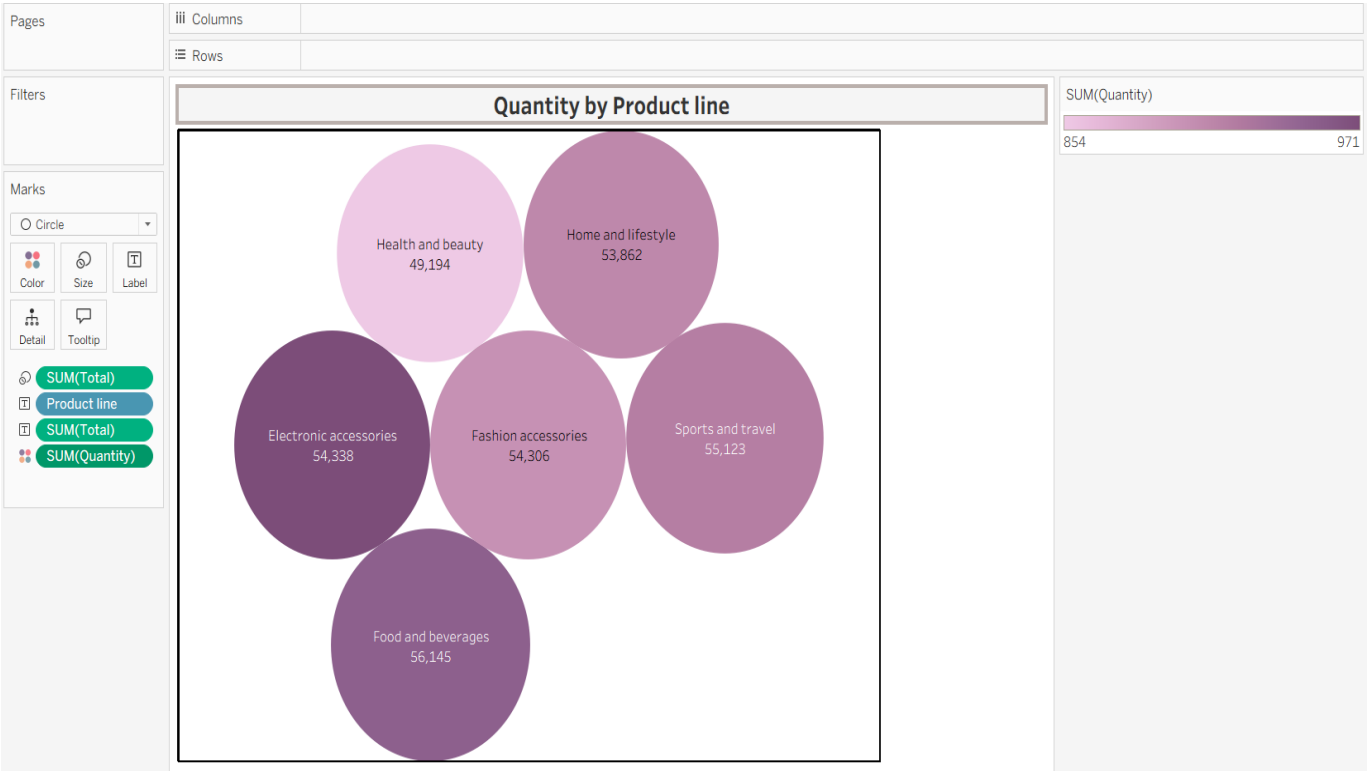 Pages
Columns
Rows
Filters
Quantity by Product line
SUM(Quantity)
854 971
Marks
Circle
Color Size Label
Detail Tooltip
SUM(Total)
Product line
SUM(Total)
SUM(Quantity)
Health and beauty
49,194
Home and lifestyle
53,862
Electronic accessories
54,338
Fashion accessories
54,306
Sports and travel
55,123
Food and beverages
56,145